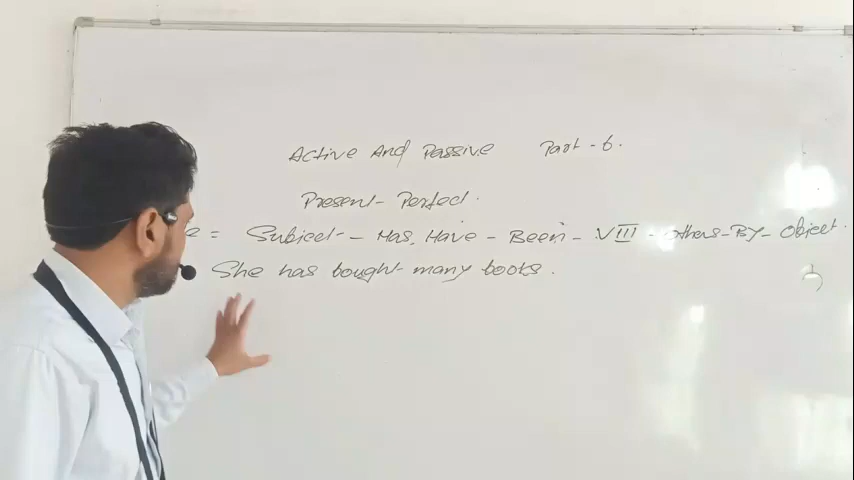 Active And Passive Part-6.
Present-Perfect.
= Subject - Has, Have - Been - VIII - others - By - Object.
She has bought many books.